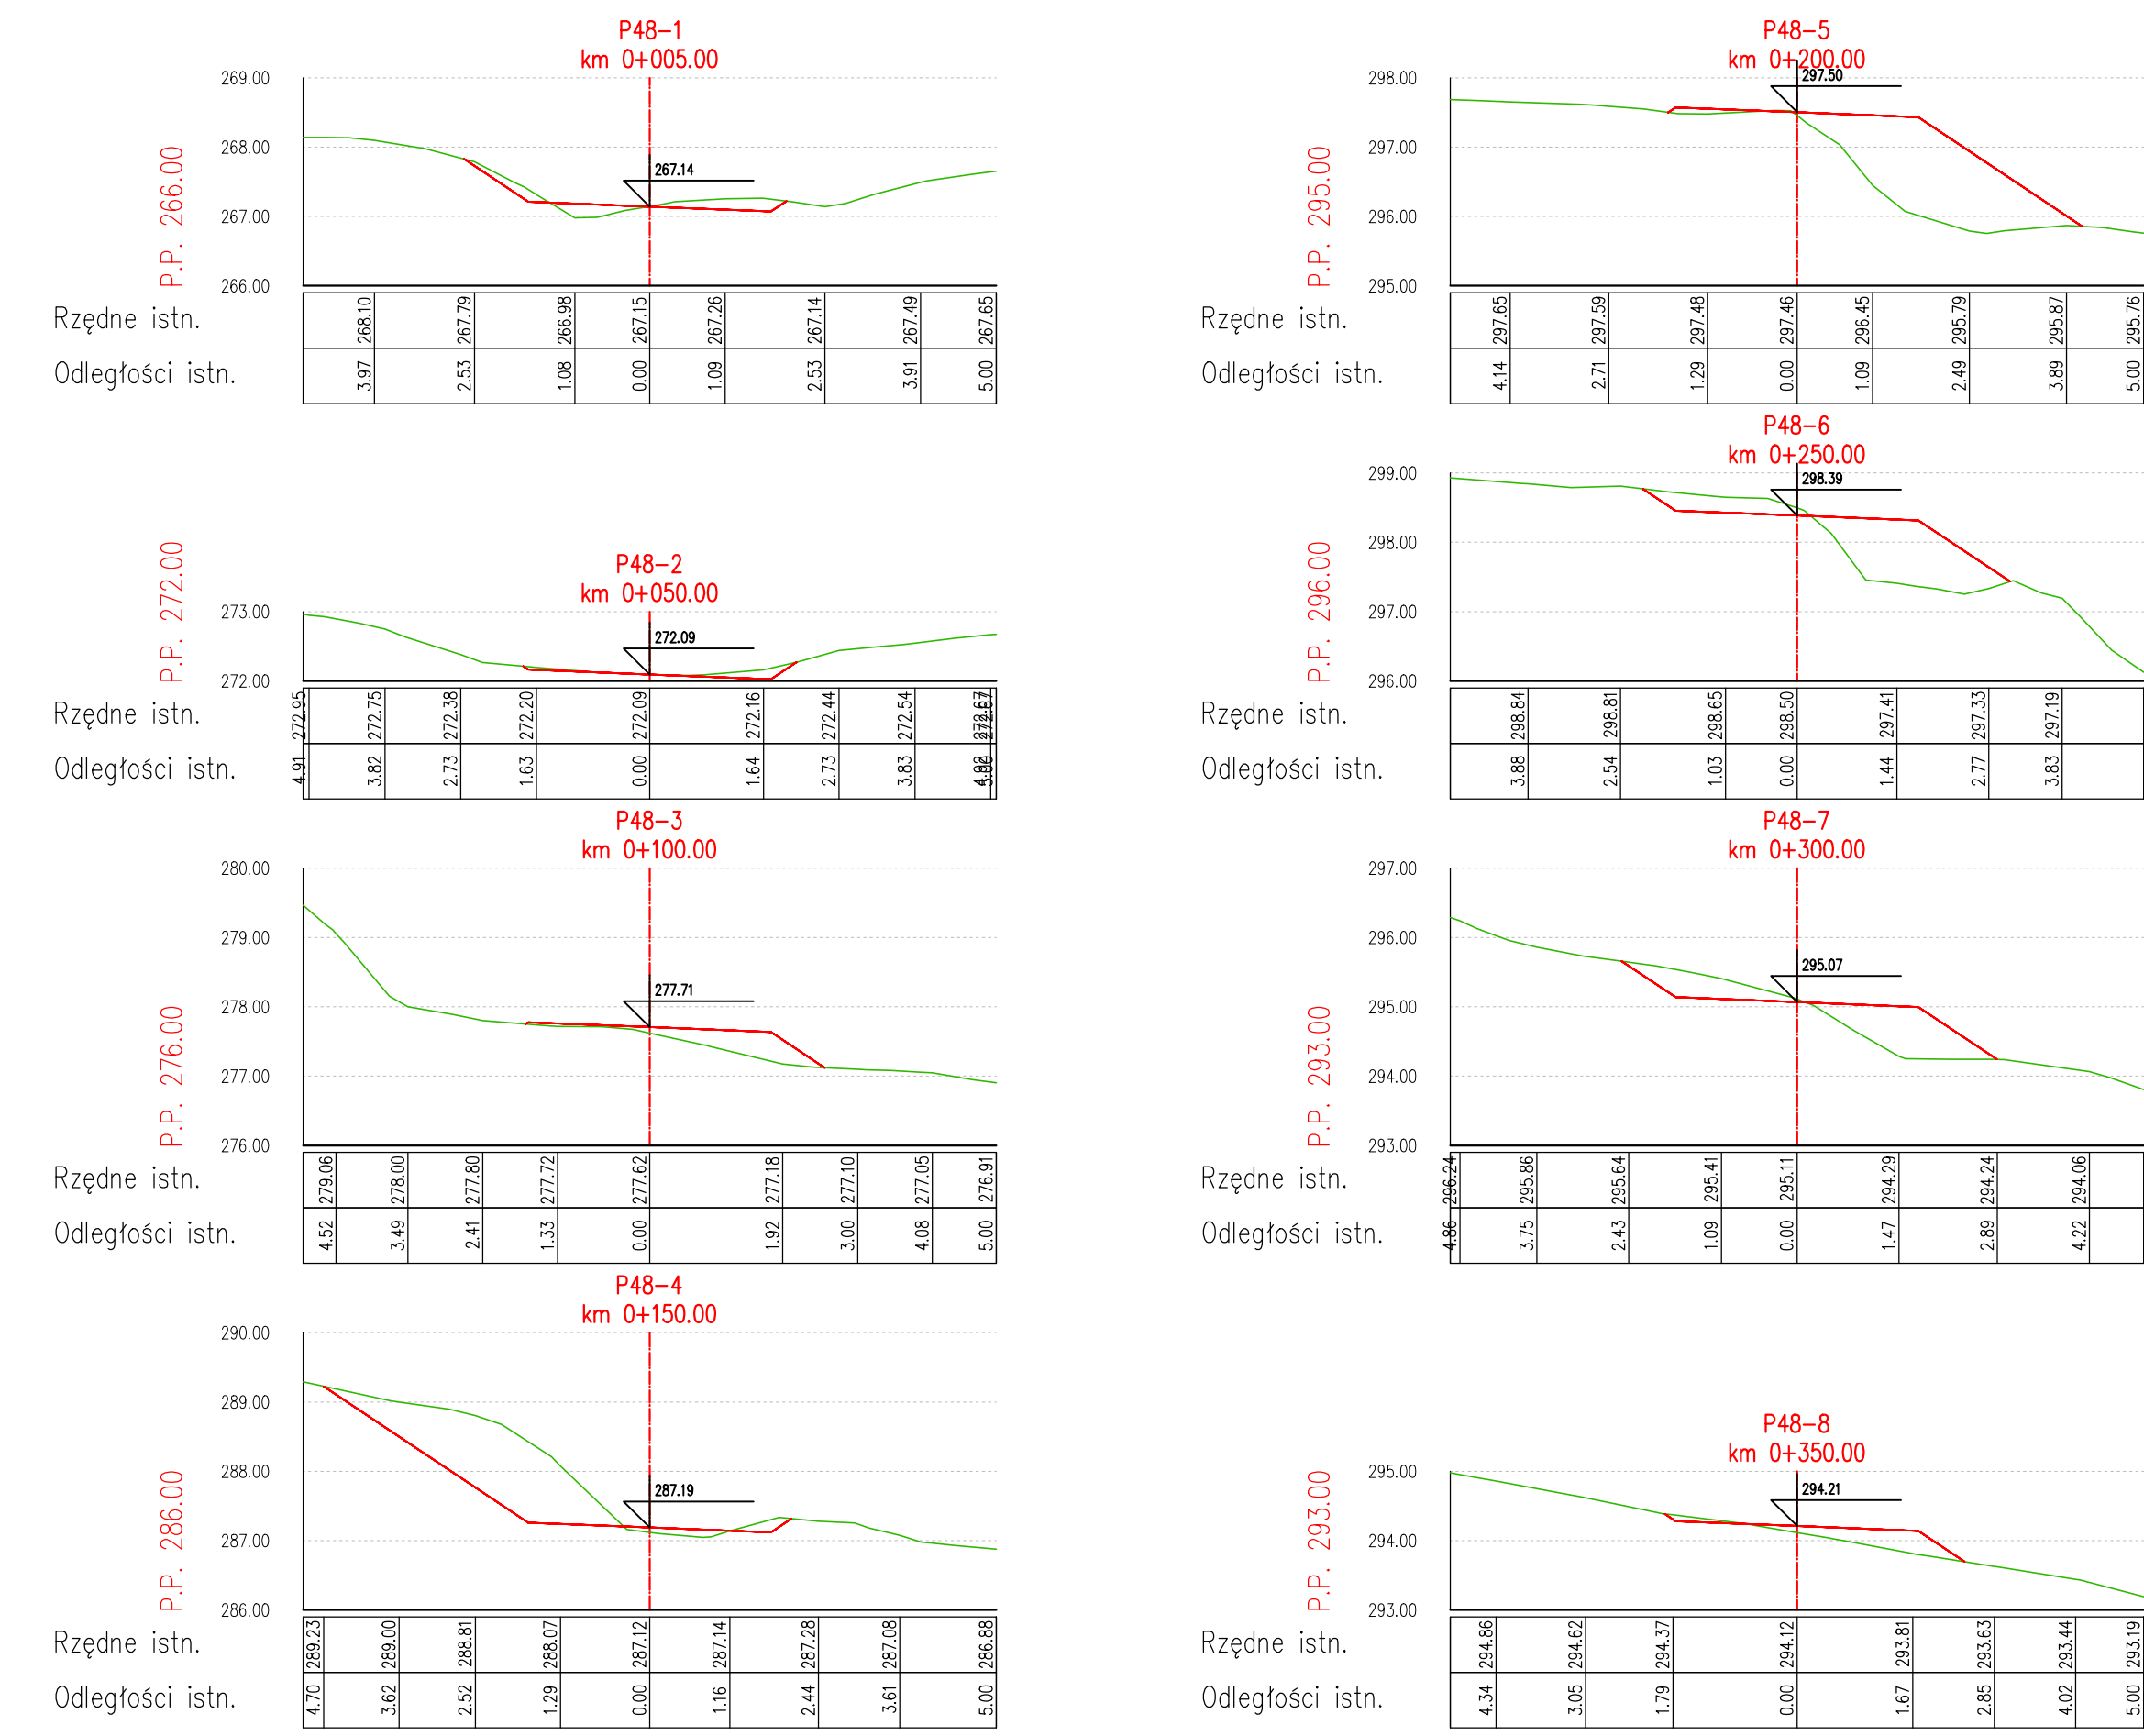 P48-1
km 0+005.00
269.00
268.00
267.00
266.00
P.P. 266.00
267.14
Rzędne istn.
268.10 267.79 266.98 267.15 267.26 267.14 267.49 267.65
Odległości istn.
3.97 2.53 1.08 0.00 1.09 2.53 3.91 5.00
P48-2
km 0+050.00
273.00
272.00
P.P. 272.00
272.09
Rzędne istn.
272.95 272.75 272.38 272.20 272.09 272.16 272.44 272.54 272.67
Odległości istn.
4.91 3.82 2.73 1.63 0.00 1.64 2.73 3.83 5.00
P48-3
km 0+100.00
280.00
279.00
278.00
277.00
276.00
P.P. 276.00
277.71
Rzędne istn.
279.06 278.00 277.80 277.72 277.62 277.18 277.10 277.05 276.91
Odległości istn.
4.52 3.49 2.41 1.33 0.00 1.92 3.00 4.08 5.00
P48-4
km 0+150.00
290.00
289.00
288.00
287.00
286.00
P.P. 286.00
287.19
Rzędne istn.
289.23 289.00 288.81 288.07 287.12 287.14 287.28 287.08 286.88
Odległości istn.
4.70 3.62 2.52 1.29 0.00 1.16 2.44 3.61 5.00
P48-5
km 0+200.00
298.00
297.00
296.00
295.00
P.P. 295.00
297.50
Rzędne istn.
297.65 297.59 297.48 297.46 296.45 295.79 295.87 295.76
Odległości istn.
4.14 2.71 1.29 0.00 1.09 2.49 3.89 5.00
P48-6
km 0+250.00
299.00
298.00
297.00
296.00
P.P. 296.00
298.39
Rzędne istn.
298.84 298.81 298.65 298.50 297.41 297.33 297.19
Odległości istn.
3.88 2.54 1.03 0.00 1.44 2.77 3.83
P48-7
km 0+300.00
297.00
296.00
295.00
294.00
293.00
P.P. 293.00
295.07
Rzędne istn.
296.24 295.86 295.64 295.41 295.11 294.29 294.24 294.06
Odległości istn.
4.86 3.75 2.43 1.09 0.00 1.47 2.89 4.22
P48-8
km 0+350.00
295.00
294.00
293.00
P.P. 293.00
294.21
Rzędne istn.
294.86 294.62 294.37 294.12 293.81 293.63 293.44 293.19
Odległości istn.
4.34 3.05 1.79 0.00 1.67 2.85 4.02 5.00